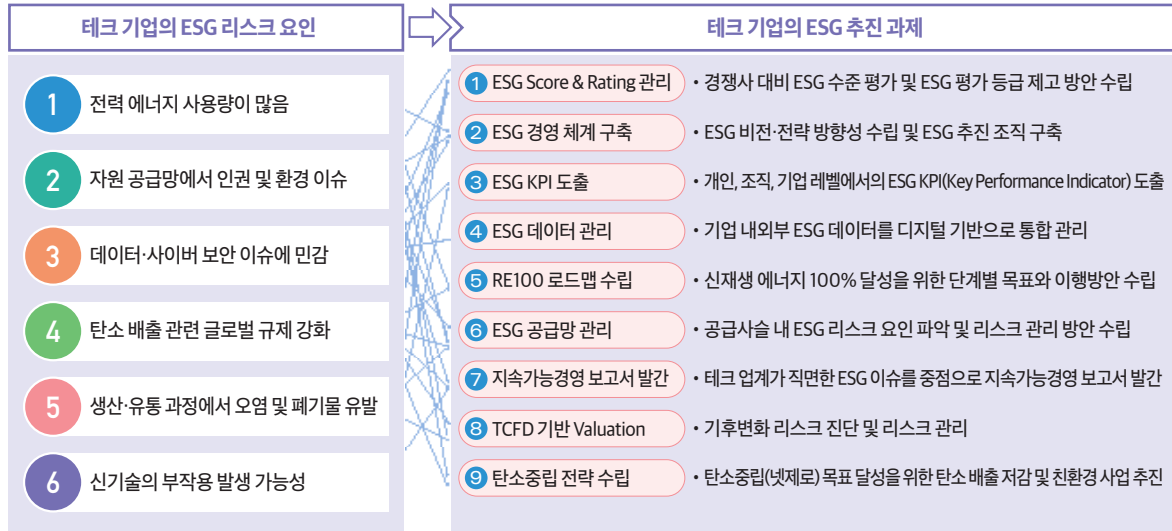 테크 기업의 ESG 리스크 요인
테크 기업의 ESG 추진 과제
1 전력 에너지 사용량이 많음
2 자원 공급망에서 인권 및 환경 이슈
3 데이터·사이버 보안 이슈에 민감
4 탄소 배출 관련 글로벌 규제 강화
5 생산·유통 과정에서 오염 및 폐기물 유발
6 신기술의 부작용 발생 가능성
1 ESG Score & Rating 관리 • 경쟁사 대비 ESG 수준 평가 및 ESG 평가 등급 제고 방안 수립
2 ESG 경영 체계 구축 • ESG 비전·전략 방향성 수립 및 ESG 추진 조직 구축
3 ESG KPI 도출 • 개인, 조직, 기업 레벨에서의 ESG KPI(Key Performance Indicator) 도출
4 ESG 데이터 관리 • 기업 내외부 ESG 데이터를 디지털 기반으로 통합 관리
5 RE100 로드맵 수립 • 신재생 에너지 100% 달성을 위한 단계별 목표와 이행방안 수립
6 ESG 공급망 관리 • 공급사슬 내 ESG 리스크 요인 파악 및 리스크 관리 방안 수립
7 지속가능경영 보고서 발간 • 테크 업계가 직면한 ESG 이슈를 중점으로 지속가능경영 보고서 발간
8 TCFD 기반 Valuation • 기후변화 리스크 진단 및 리스크 관리
9 탄소중립 전략 수립 • 탄소중립(넷제로) 목표 달성을 위한 탄소 배출 저감 및 친환경 사업 추진